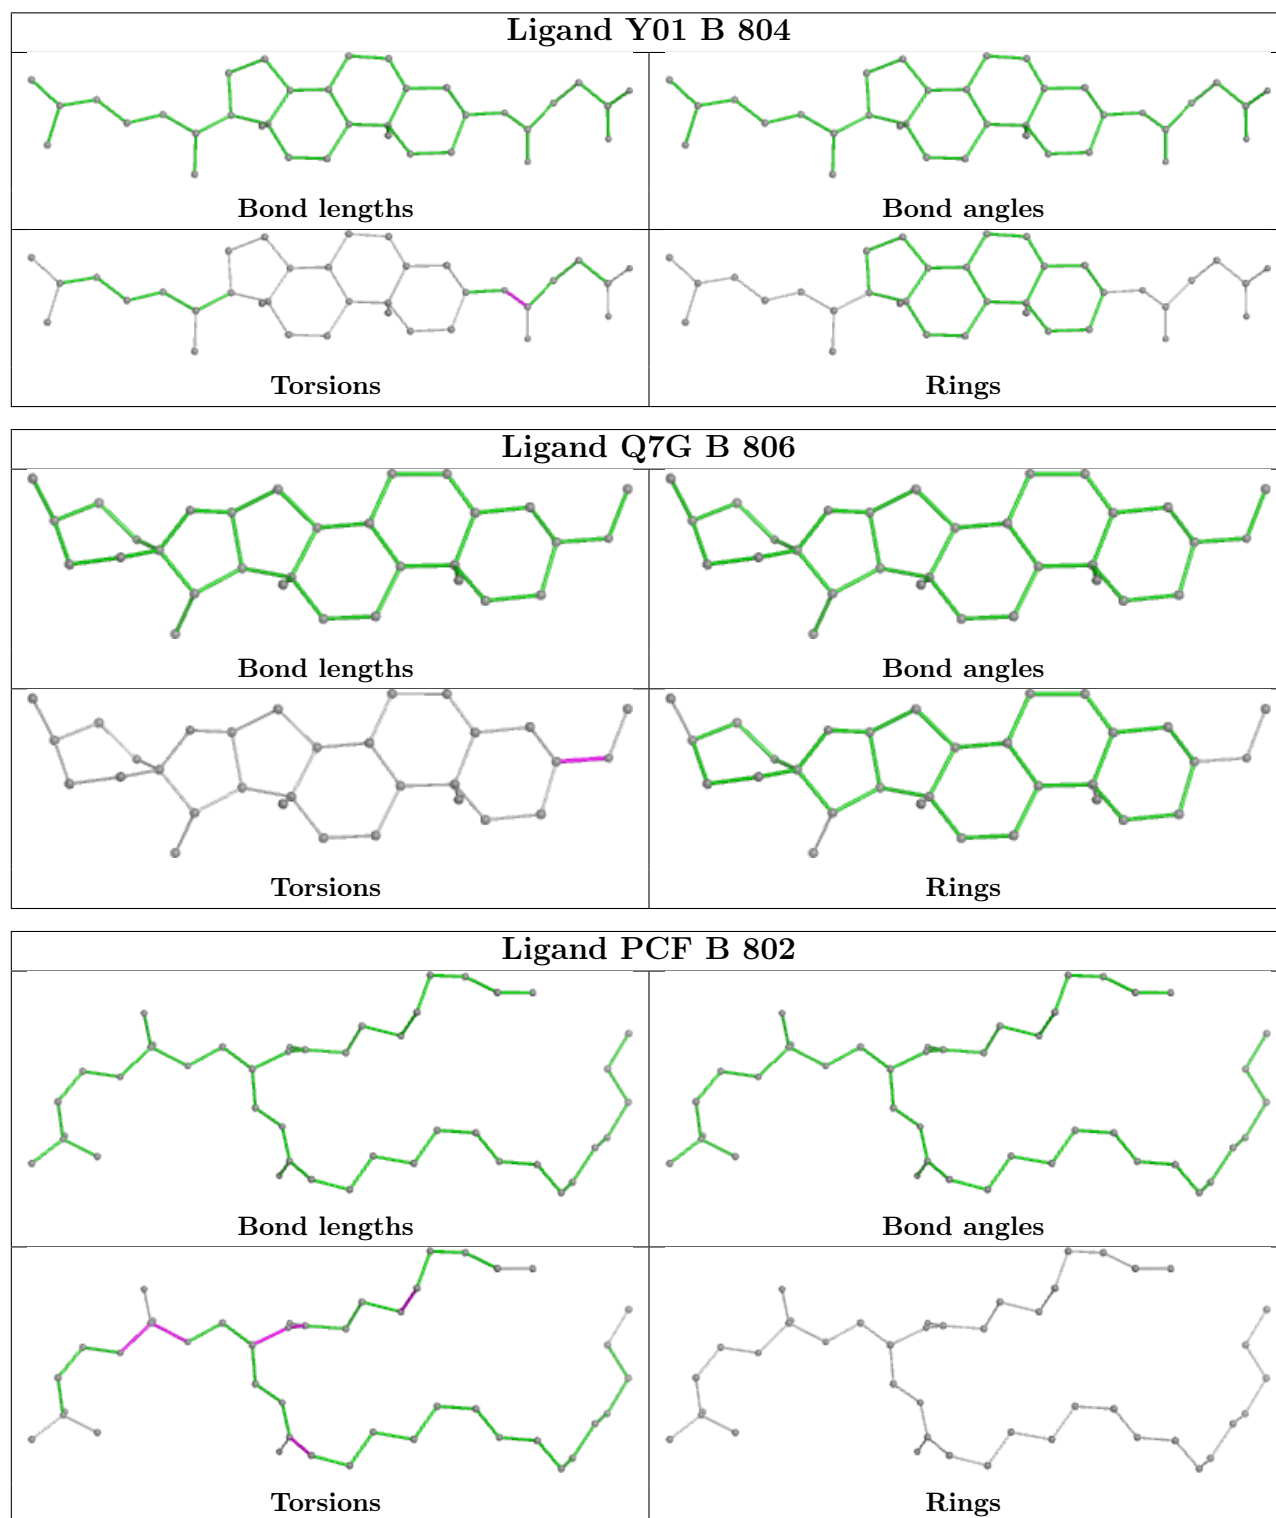 Ligand Y01 B 804
Bond lengths
Bond angles
Torsions
Rings
Ligand Q7G B 806
Bond lengths
Bond angles
Torsions
Rings
Ligand PCF B 802
Bond lengths
Bond angles
Torsions
Rings